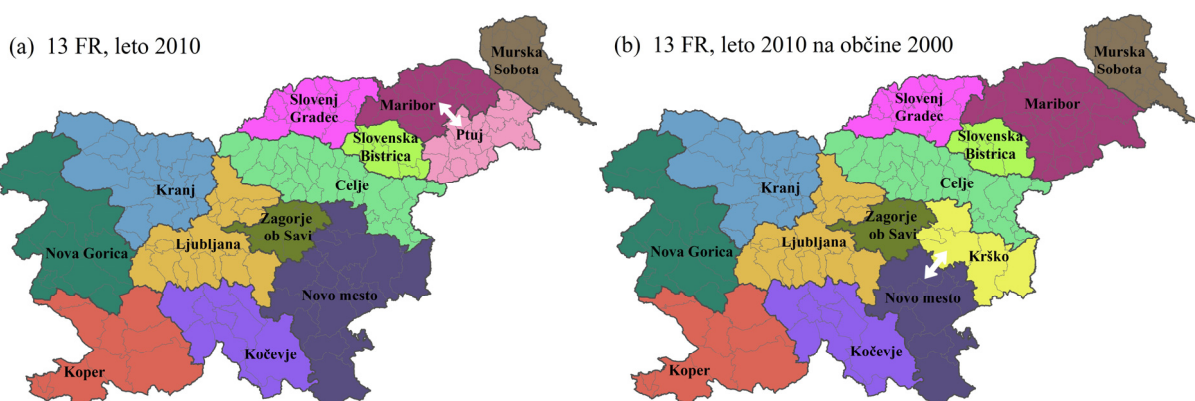 (a) 13 FR, leto 2010
Murska
Sobota
Slovenj
Gradec
Maribor
Ptuj
Slovenska
Bistrica
Kranj
Celje
Zagorje
ob Savi
Ljubljana
Nova Gorica
Novo mesto
Kočevje
Koper
(b) 13 FR, leto 2010 na občine 2000
Murska
Sobota
Slovenj
Gradec
Maribor
Slovenska
Bistrica
Kranj
Celje
Zagorje
ob Savi
Ljubljana
Nova Gorica
Krško
Novo mesto
Kočevje
Koper